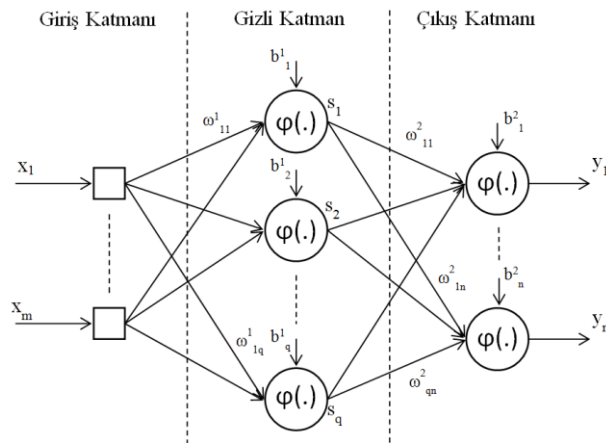 Giriş Katmanı
Gizli Katman
Çıkış Katmanı
b¹₁
s₁
φ(.)
ω¹₁₁
ω²₁₁
b²₁
x₁
b¹₂
s₂
φ(.)
φ(.)
y₁
ω²₁ₙ
b²ₙ
xₘ
ω¹₁q
b¹q
φ(.)
yₙ
φ(.)
sq
ω²qn